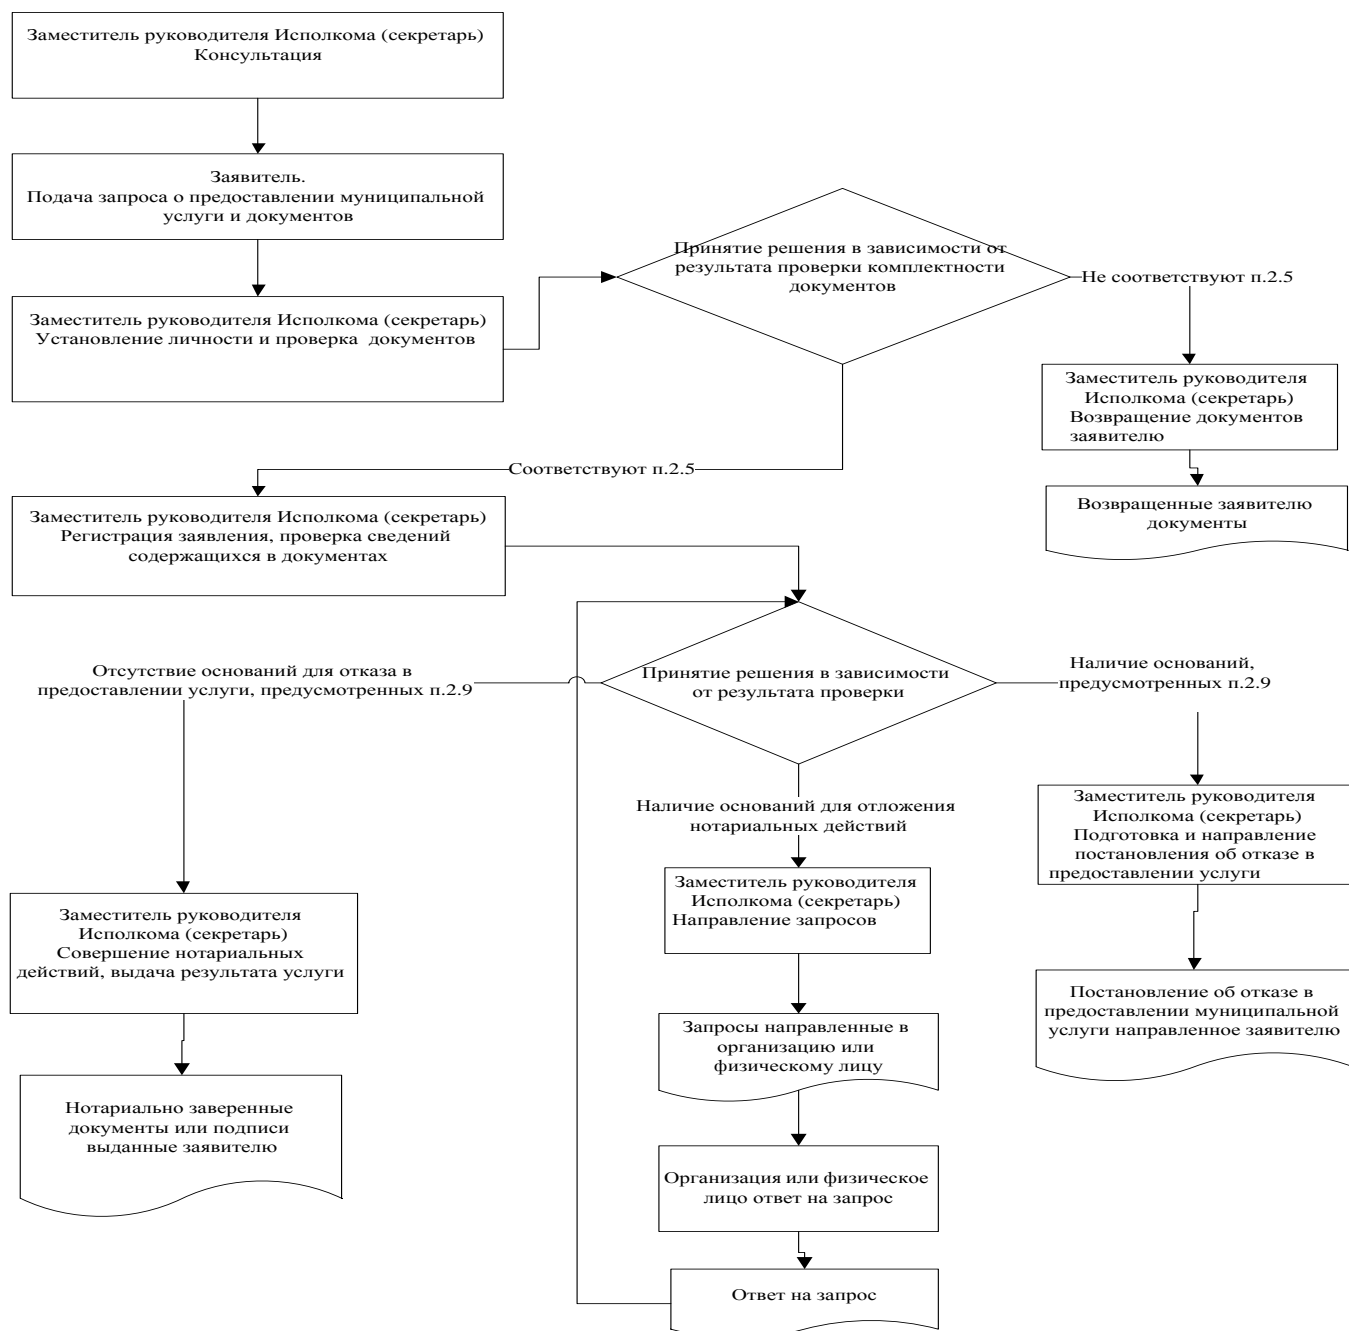 Заместитель руководителя Исполкома (секретарь)
Консультация
Заявитель.
Подача запроса о предоставлении муниципальной
услуги и документов
Заместитель руководителя Исполкома (секретарь)
Установление личности и проверка документов
Принятие решения в зависимости от
результата проверки комплектности
документов
Не соответствуют п.2.5
Заместитель руководителя
Исполкома (секретарь)
Возвращение документов
заявителю
Возвращенные заявителю
документы
Соответствуют п.2.5
Заместитель руководителя Исполкома (секретарь)
Регистрация заявления, проверка сведений
содержащихся в документах
Принятие решения в зависимости
от результата проверки
Отсутствие оснований для отказа в
предоставлении услуги, предусмотренных п.2.9
Наличие оснований,
предусмотренных п.2.9
Наличие оснований для отложения
нотариальных действий
Заместитель руководителя
Исполкома (секретарь)
Совершение нотариальных
действий, выдача результата услуги
Нотариально заверенные
документы или подписи
выданные заявителю
Заместитель руководителя
Исполкома (секретарь)
Направление запросов
Запросы направленные в
организацию или
физическому лицу
Организация или физическое
лицо ответ на запрос
Ответ на запрос
Заместитель руководителя
Исполкома (секретарь)
Подготовка и направление
постановления об отказе в
предоставлении услуги
Постановление об отказе в
предоставлении муниципальной
услуги направленное заявителю